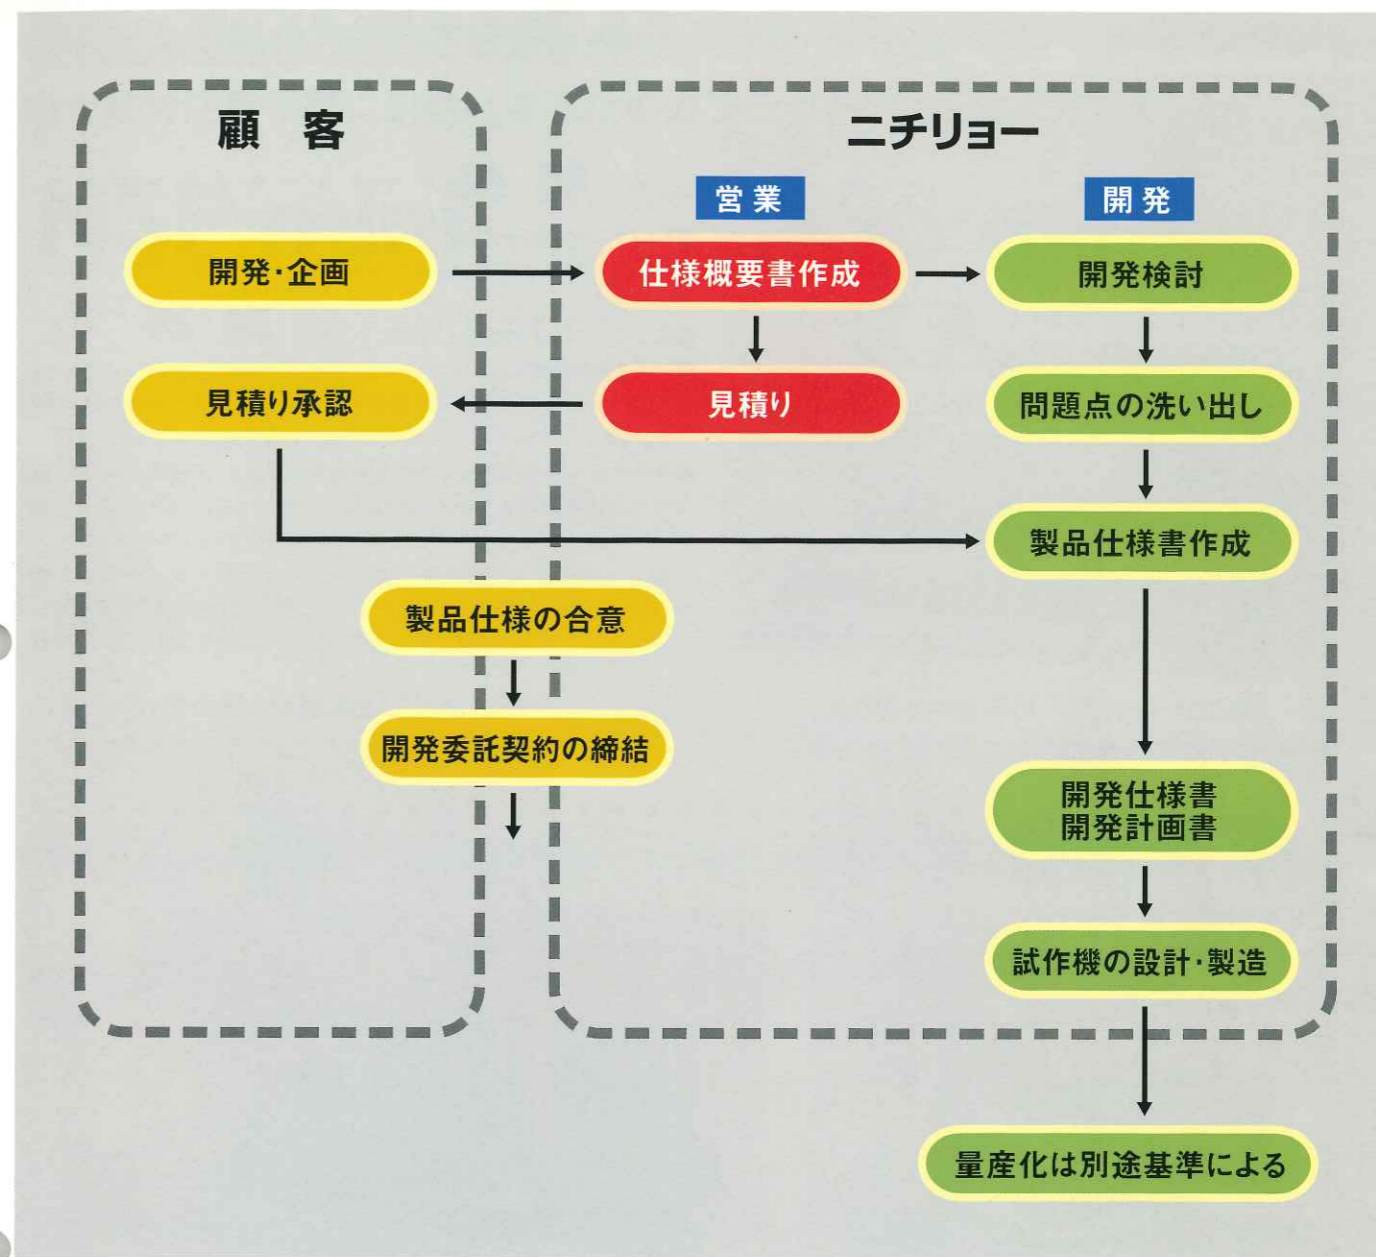 顧 客
ニチリョー
営業
開発
開発・企画
仕様概要書作成
開発検討
見積り承認
見積り
問題点の洗い出し
製品仕様書作成
製品仕様の合意
開発委託契約の締結
開発仕様書
開発計画書
試作機の設計・製造
量産化は別途基準による